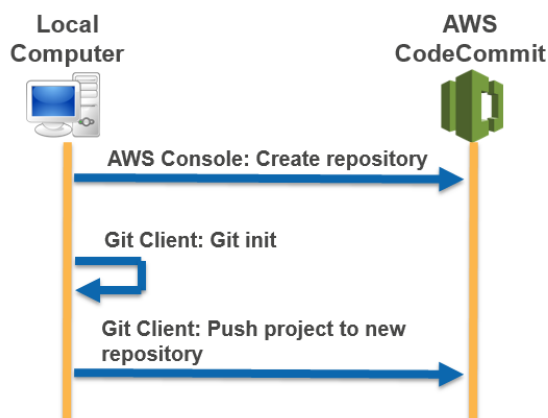 Local
Computer
AWS
CodeCommit
AWS Console: Create repository
Git Client: Git init
Git Client: Push project to new
repository